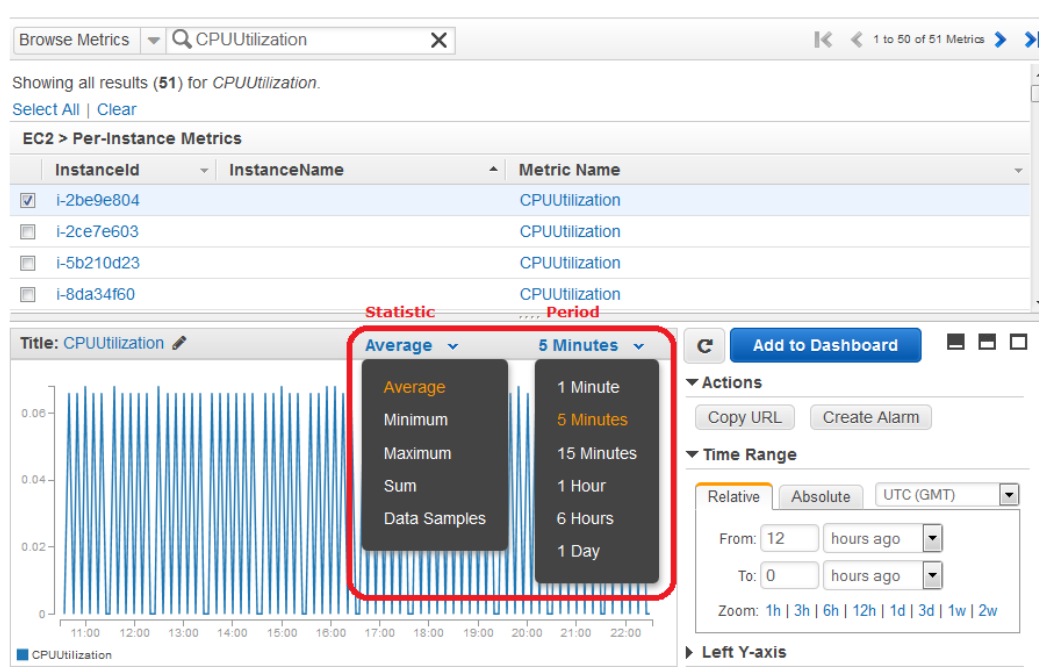 Browse Metrics CPUUtilization 1 to 50 of 51 Metrics
Showing all results (51) for CPUUtilization.
Select All | Clear
EC2 > Per-Instance Metrics
InstanceId InstanceName Metric Name
i-2be9e804 CPUUtilization
i-2ce7e603 CPUUtilization
i-5b210d23 CPUUtilization
i-8da34f60 CPUUtilization
Statistic Period
Title: CPUUtilization Average 5 Minutes
Average
Minimum
Maximum
Sum
Data Samples
1 Minute
5 Minutes
15 Minutes
1 Hour
6 Hours
1 Day
0.06
0.04
0.02
0
11:00 12:00 13:00 14:00 15:00 16:00 17:00 18:00 19:00 20:00 21:00 22:00
CPUUtilization
Add to Dashboard
Actions
Copy URL Create Alarm
Time Range
Relative Absolute UTC (GMT)
From: 12 hours ago
To: 0 hours ago
Zoom: 1h | 3h | 6h | 12h | 1d | 3d | 1w | 2w
Left Y-axis